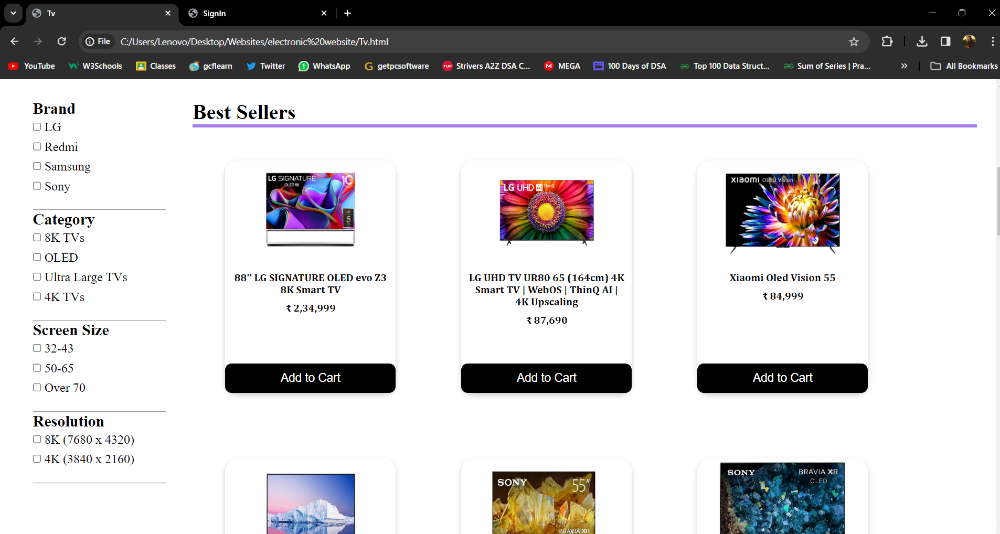 Tv
SignIn
File
C:/Users/Lenovo/Desktop/Websites/electronic%20website/Tv.html
YouTube
W3Schools
Classes
gcflearn
Twitter
WhatsApp
getpcsoftware
Strivers A2Z DSA C...
MEGA
100 Days of DSA
Top 100 Data Struct...
Sum of Series | Pra...
All Bookmarks
Brand
LG
Redmi
Samsung
Sony
Category
8K TVs
OLED
Ultra Large TVs
4K TVs
Screen Size
32-43
50-65
Over 70
Resolution
8K (7680 x 4320)
4K (3840 x 2160)
Best Sellers
LG SIGNATURE
OLED 8K
10
5
88'' LG SIGNATURE OLED evo Z3
8K Smart TV
₹ 2,34,999
Add to Cart
LG UHD AI ThinQ
LG UHD TV UR80 65 (164cm) 4K
Smart TV | WebOS | ThinQ AI |
4K Upscaling
₹ 87,690
Add to Cart
XIAOMI OLED Vision
Xiaomi Oled Vision 55
₹ 84,999
Add to Cart
SONY
55"
BRAVIA XR
SONY
BRAVIA XR
OLED